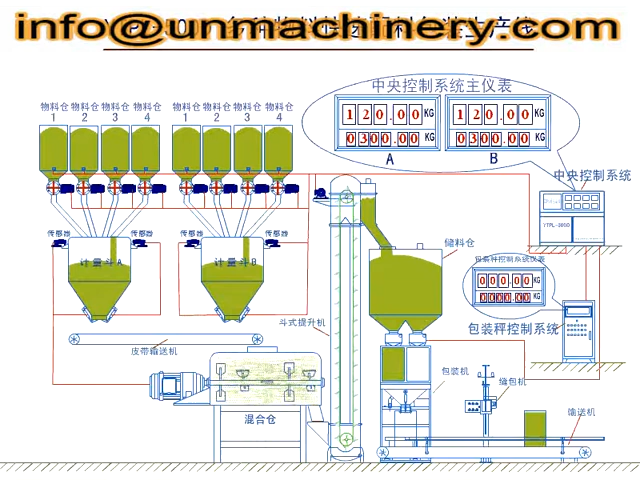 info@unmachinery.com
中央控制系统主仪表
物料仓 物料仓 物料仓 物料仓 物料仓 物料仓 物料仓 物料仓
1 2 3 4 1 2 3 4
120.00 KG 120.00 KG
0300.00 KG 0300.00 KG
A B
中央控制系统
YTPL-3000
传感器 传感器 传感器 传感器
计量斗A 计量斗B
储料仓
包装秤控制系统仪表
000.00 KG
0000.00 KG
包装秤控制系统
斗式提升机
皮带输送机
包装机
缝包机
混合仓
输送机